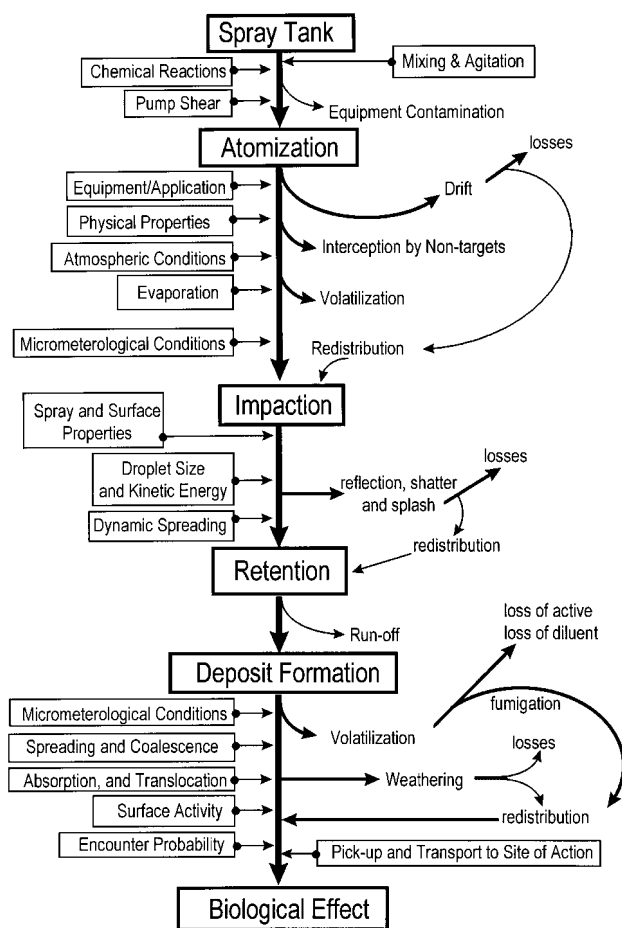 Spray Tank
Mixing & Agitation
Chemical Reactions
Pump Shear
Equipment Contamination
Atomization
losses
Equipment/Application
Drift
Physical Properties
Interception by Non-targets
Atmospheric Conditions
Evaporation
Volatilization
Micrometerological Conditions
Redistribution
Impaction
Spray and Surface
Properties
Droplet Size
and Kinetic Energy
losses
reflection, shatter
and splash
Dynamic Spreading
redistribution
Retention
Run-off
loss of active
loss of diluent
Deposit Formation
fumigation
Micrometerological Conditions
Volatilization
losses
Spreading and Coalescence
Absorption, and Translocation
Weathering
Surface Activity
redistribution
Encounter Probability
Pick-up and Transport to Site of Action
Biological Effect